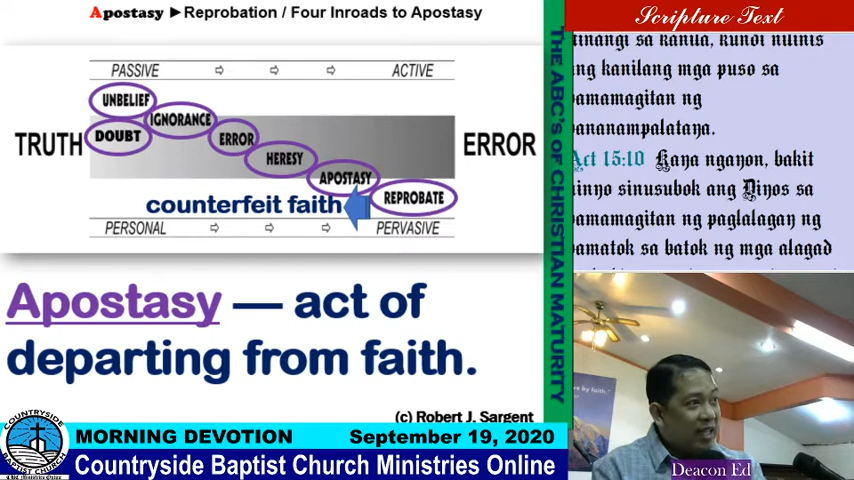 Apostasy ►Reprobation / Four Inroads to Apostasy
PASSIVE ACTIVE
UNBELIEF
DOUBT
IGNORANCE
ERROR
HERESY
APOSTASY
REPROBATE
TRUTH ERROR
counterfeit faith
PERSONAL PERVASIVE
Apostasy — act of
departing from faith.
(c) Robert J. Sargent
THE ABC's OF CHRISTIAN MATURITY
Scripture Text
sa kanila, kundi nilinis
ang kanilang mga puso sa
pamamagitan ng
pananampalataya.
Act 15:10 Kaya ngayon, bakit
ninyo sinusubok ang Diyos sa
pamamagitan ng paglalagay ng
pamatok sa batok ng mga alagad
by faith."
Deacon Ed
COUNTRYSIDE
BAPTIST CHURCH
MORNING DEVOTION September 19, 2020
Countryside Baptist Church Ministries Online